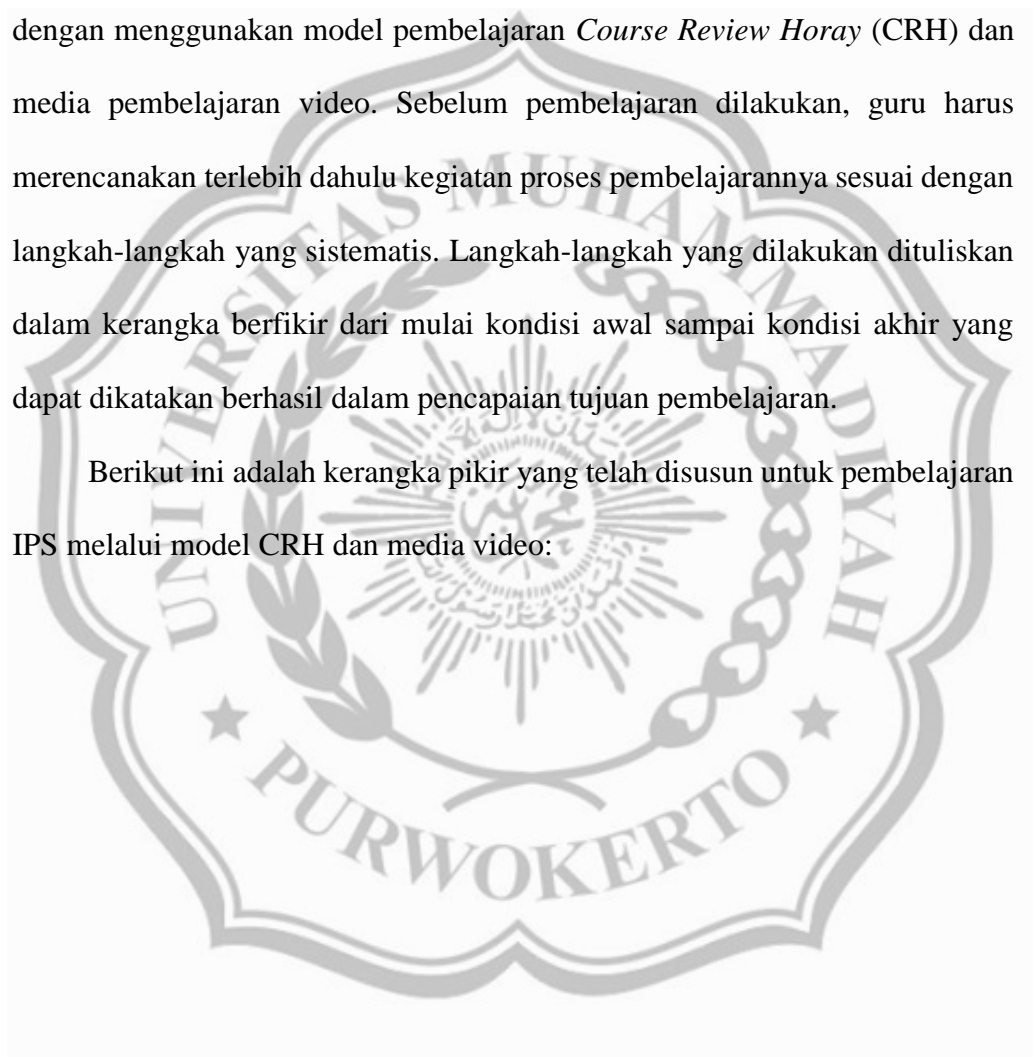 dengan menggunakan model pembelajaran Course Review Horay (CRH) dan
media pembelajaran video. Sebelum pembelajaran dilakukan, guru harus
merencanakan terlebih dahulu kegiatan proses pembelajarannya sesuai dengan
langkah-langkah yang sistematis. Langkah-langkah yang dilakukan dituliskan
dalam kerangka berfikir dari mulai kondisi awal sampai kondisi akhir yang
dapat dikatakan berhasil dalam pencapaian tujuan pembelajaran.
Berikut ini adalah kerangka pikir yang telah disusun untuk pembelajaran
IPS melalui model CRH dan media video:
UNIVERSITAS MUHAMMADIYAH
PURWOKERTO